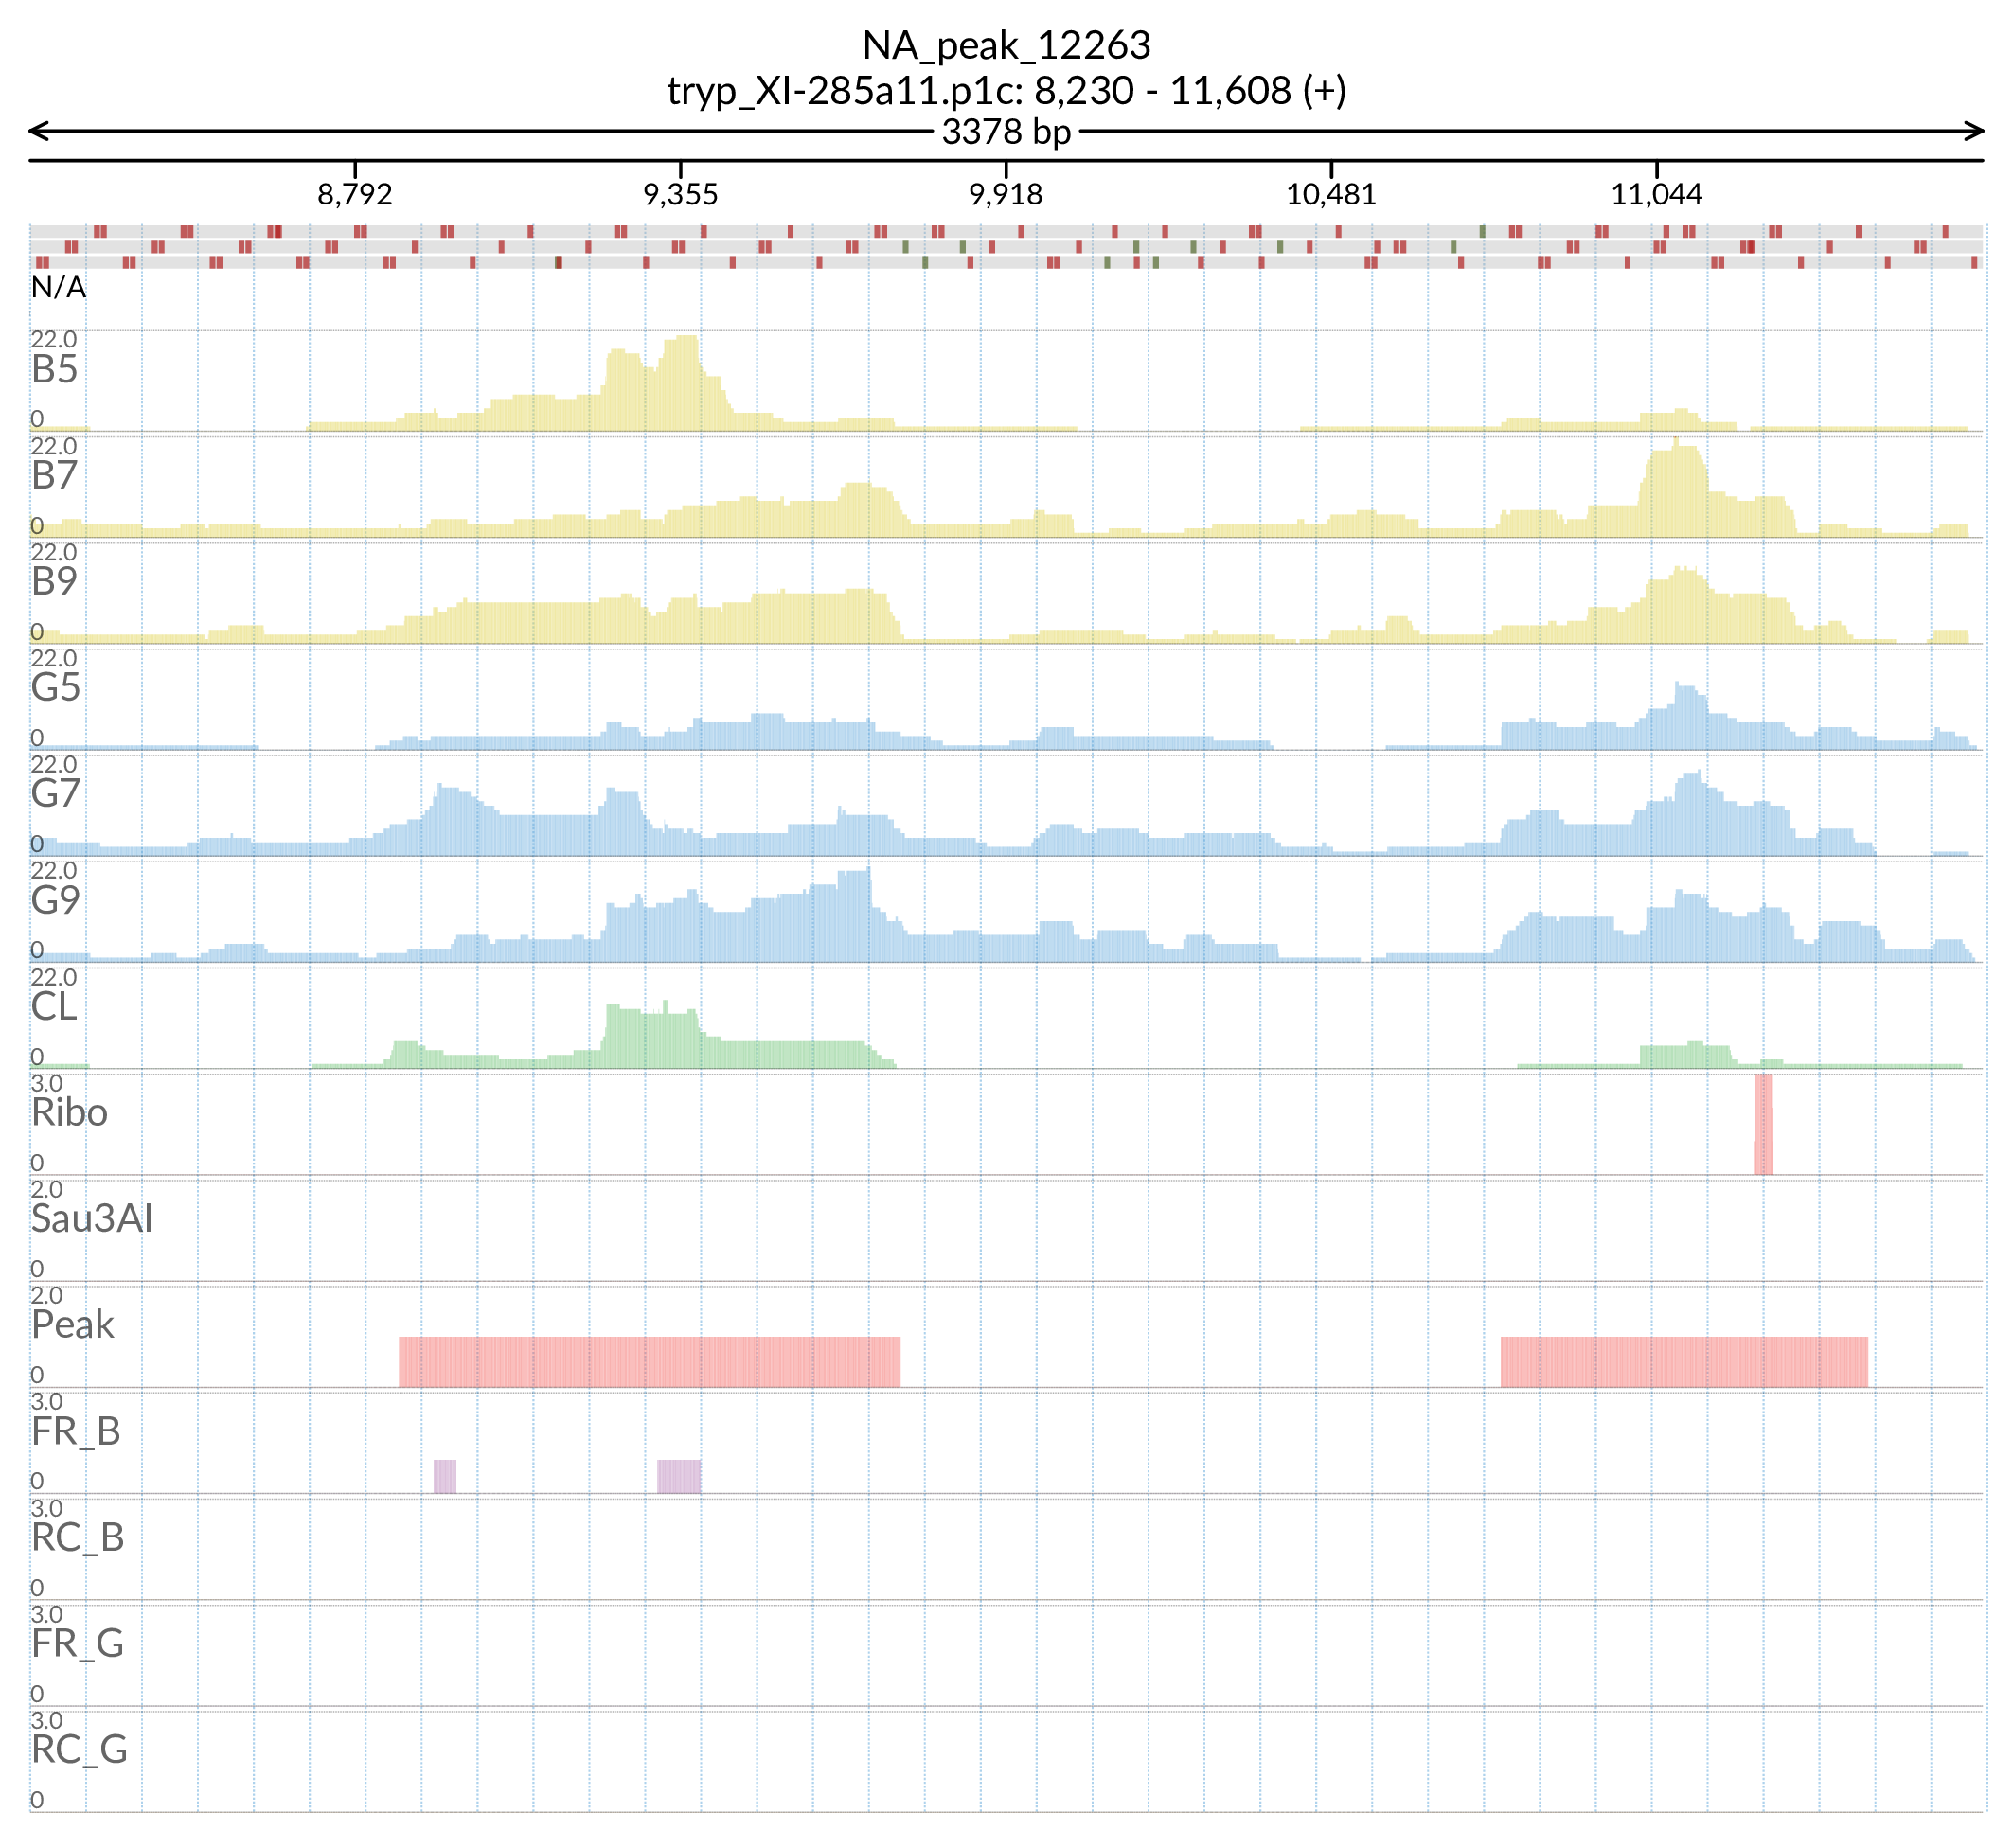 NA_peak_12263
tryp_XI-285a11.p1c: 8,230 - 11,608 (+)
3378 bp
8,792 9,355 9,918 10,481 11,044
N/A
22.0
B5
0
22.0
B7
0
22.0
B9
0
22.0
G5
0
22.0
G7
0
22.0
G9
0
22.0
CL
0
3.0
Ribo
0
2.0
Sau3AI
0
2.0
Peak
0
3.0
FR_B
0
3.0
RC_B
0
3.0
FR_G
0
3.0
RC_G
0